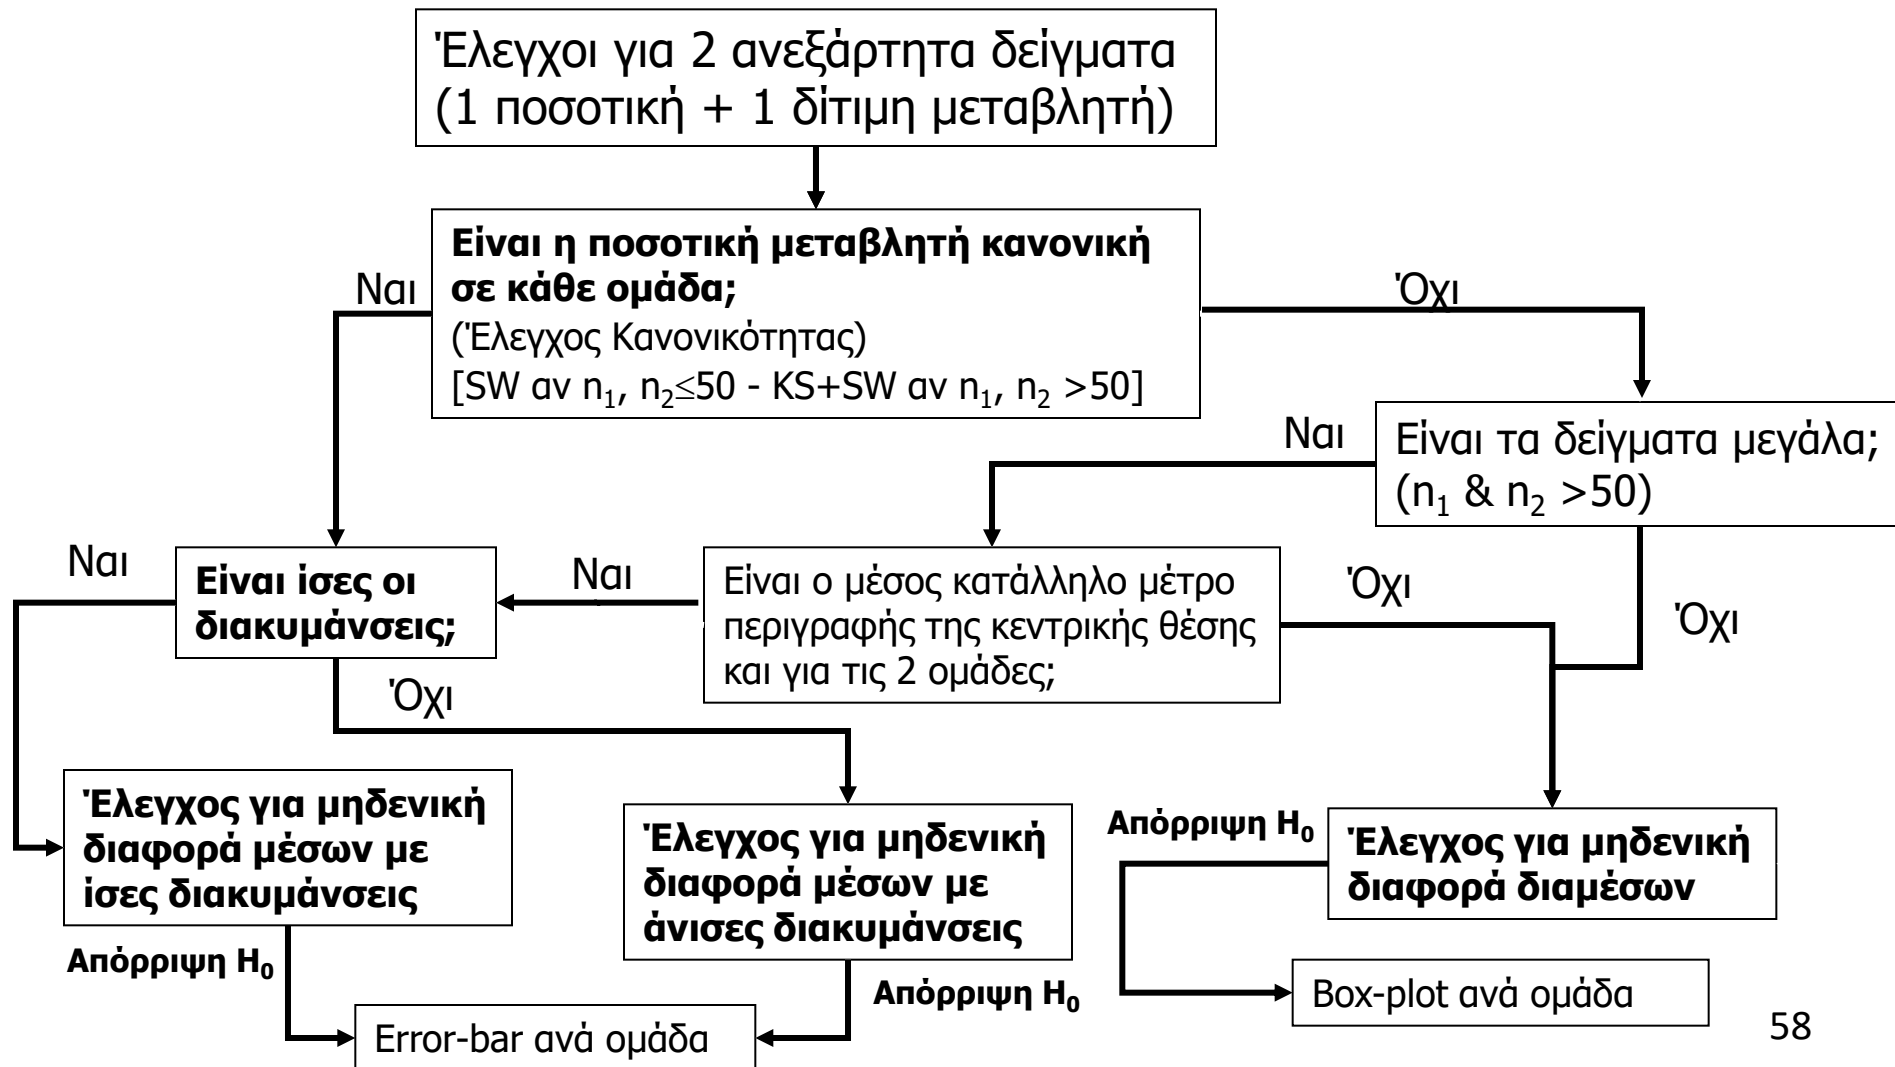 Έλεγχοι για 2 ανεξάρτητα δείγματα
(1 ποσοτική + 1 δίτιμη μεταβλητή)
Είναι η ποσοτική μεταβλητή κανονική
σε κάθε ομάδα;
(Έλεγχος Κανονικότητας)
[SW αν n₁, n₂≤50 - KS+SW αν n₁, n₂ >50]
Ναι
Όχι
Είναι τα δείγματα μεγάλα;
(n₁ & n₂ >50)
Ναι
Όχι
Είναι ο μέσος κατάλληλο μέτρο
περιγραφής της κεντρικής θέσης
και για τις 2 ομάδες;
Ναι
Όχι
Είναι ίσες οι
διακυμάνσεις;
Ναι
Όχι
Έλεγχος για μηδενική
διαφορά μέσων με
ίσες διακυμάνσεις
Έλεγχος για μηδενική
διαφορά μέσων με
άνισες διακυμάνσεις
Έλεγχος για μηδενική
διαφορά διαμέσων
Απόρριψη H₀
Απόρριψη H₀
Απόρριψη H₀
Error-bar ανά ομάδα
Box-plot ανά ομάδα
58